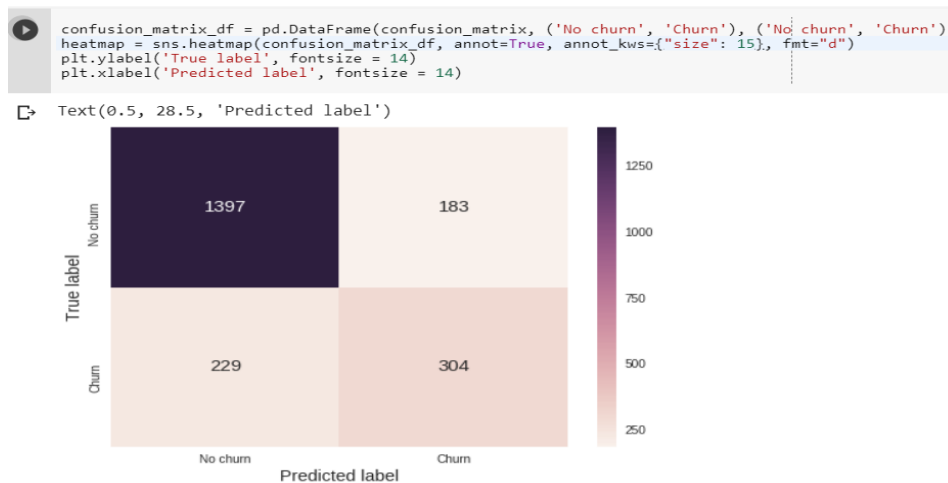 confusion_matrix_df = pd.DataFrame(confusion_matrix, ('No churn', 'Churn'), ('No churn', 'Churn')
heatmap = sns.heatmap(confusion_matrix_df, annot=True, annot_kws={"size": 15}, fmt="d")
plt.ylabel('True label', fontsize = 14)
plt.xlabel('Predicted label', fontsize = 14)
Text(0.5, 28.5, 'Predicted label')
True label
No churn
Churn
1397
183
229
304
No churn
Churn
Predicted label
1250
1000
750
500
250